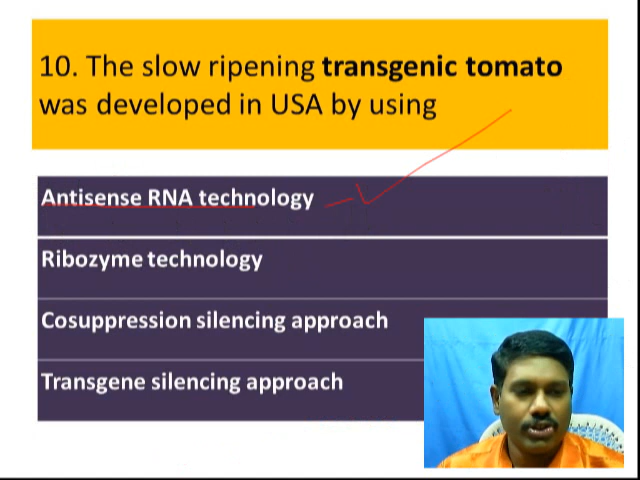 10. The slow ripening transgenic tomato
was developed in USA by using
Antisense RNA technology
Ribozyme technology
Cosuppression silencing approach
Transgene silencing approach